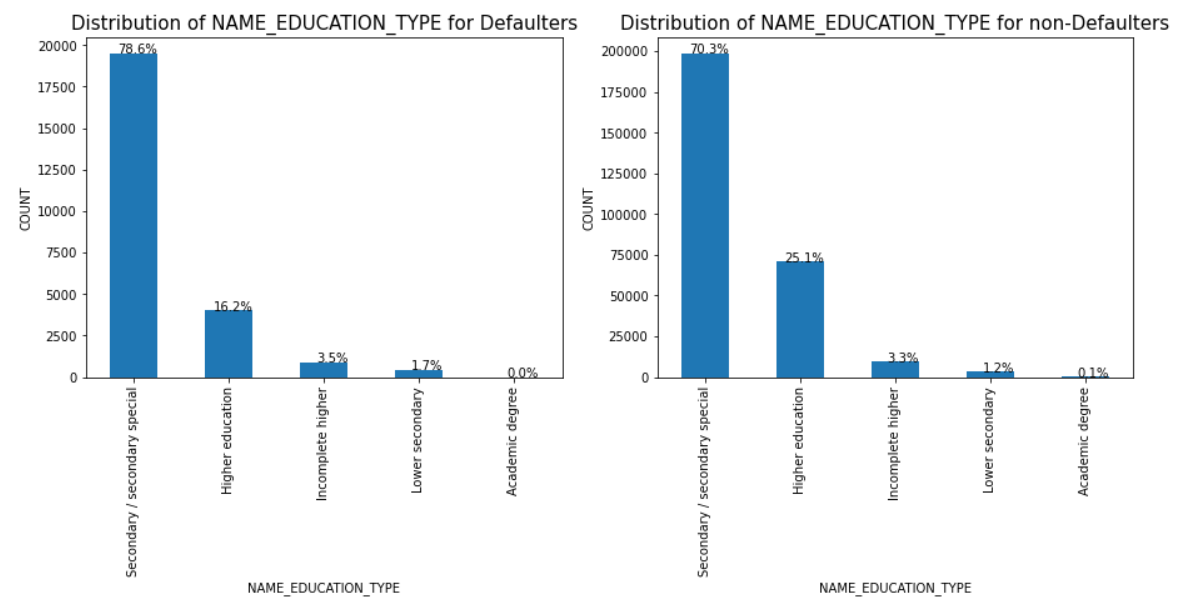 Distribution of NAME_EDUCATION_TYPE for Defaulters
20000
17500
15000
12500
10000
7500
5000
2500
0
COUNT
78.6%
16.2%
3.5%
1.7%
0.0%
Secondary / secondary special
Higher education
Incomplete higher
Lower secondary
Academic degree
NAME_EDUCATION_TYPE
Distribution of NAME_EDUCATION_TYPE for non-Defaulters
200000
175000
150000
125000
100000
75000
50000
25000
0
COUNT
70.3%
25.1%
3.3%
1.2%
0.1%
Secondary / secondary special
Higher education
Incomplete higher
Lower secondary
Academic degree
NAME_EDUCATION_TYPE